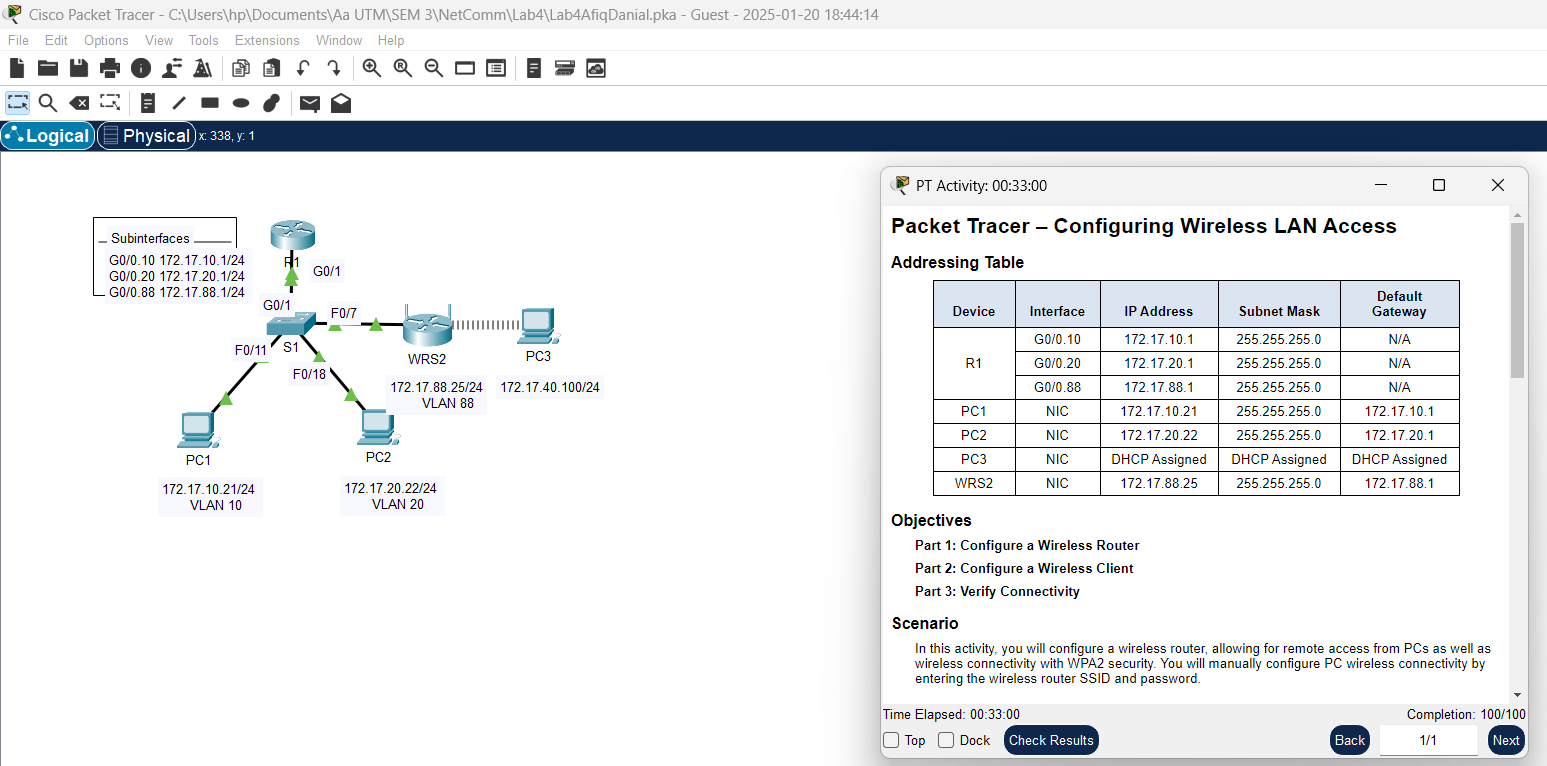 Cisco Packet Tracer - C:\Users\hp\Documents\Aa UTM\SEM 3\NetComm\Lab4\Lab4AfiqDanial.pka - Guest - 2025-01-20 18:44:14
File Edit Options View Tools Extensions Window Help
Logical Physical x: 338, y: 1
Subinterfaces
G0/0.10 172.17.10.1/24
G0/0.20 172.17.20.1/24
G0/0.88 172.17.88.1/24
R1
G0/1
G0/1
F0/7
S1
F0/11
F0/18
WRS2
PC3
172.17.88.25/24
VLAN 88
172.17.40.100/24
PC1
PC2
172.17.10.21/24
VLAN 10
172.17.20.22/24
VLAN 20
PT Activity: 00:33:00
Packet Tracer – Configuring Wireless LAN Access
Addressing Table
Device Interface IP Address Subnet Mask Default Gateway
R1 G0/0.10 172.17.10.1 255.255.255.0 N/A
G0/0.20 172.17.20.1 255.255.255.0 N/A
G0/0.88 172.17.88.1 255.255.255.0 N/A
PC1 NIC 172.17.10.21 255.255.255.0 172.17.10.1
PC2 NIC 172.17.20.22 255.255.255.0 172.17.20.1
PC3 NIC DHCP Assigned DHCP Assigned DHCP Assigned
WRS2 NIC 172.17.88.25 255.255.255.0 172.17.88.1
Objectives
Part 1: Configure a Wireless Router
Part 2: Configure a Wireless Client
Part 3: Verify Connectivity
Scenario
In this activity, you will configure a wireless router, allowing for remote access from PCs as well as
wireless connectivity with WPA2 security. You will manually configure PC wireless connectivity by
entering the wireless router SSID and password.
Time Elapsed: 00:33:00 Completion: 100/100
Top Dock Check Results Back 1/1 Next